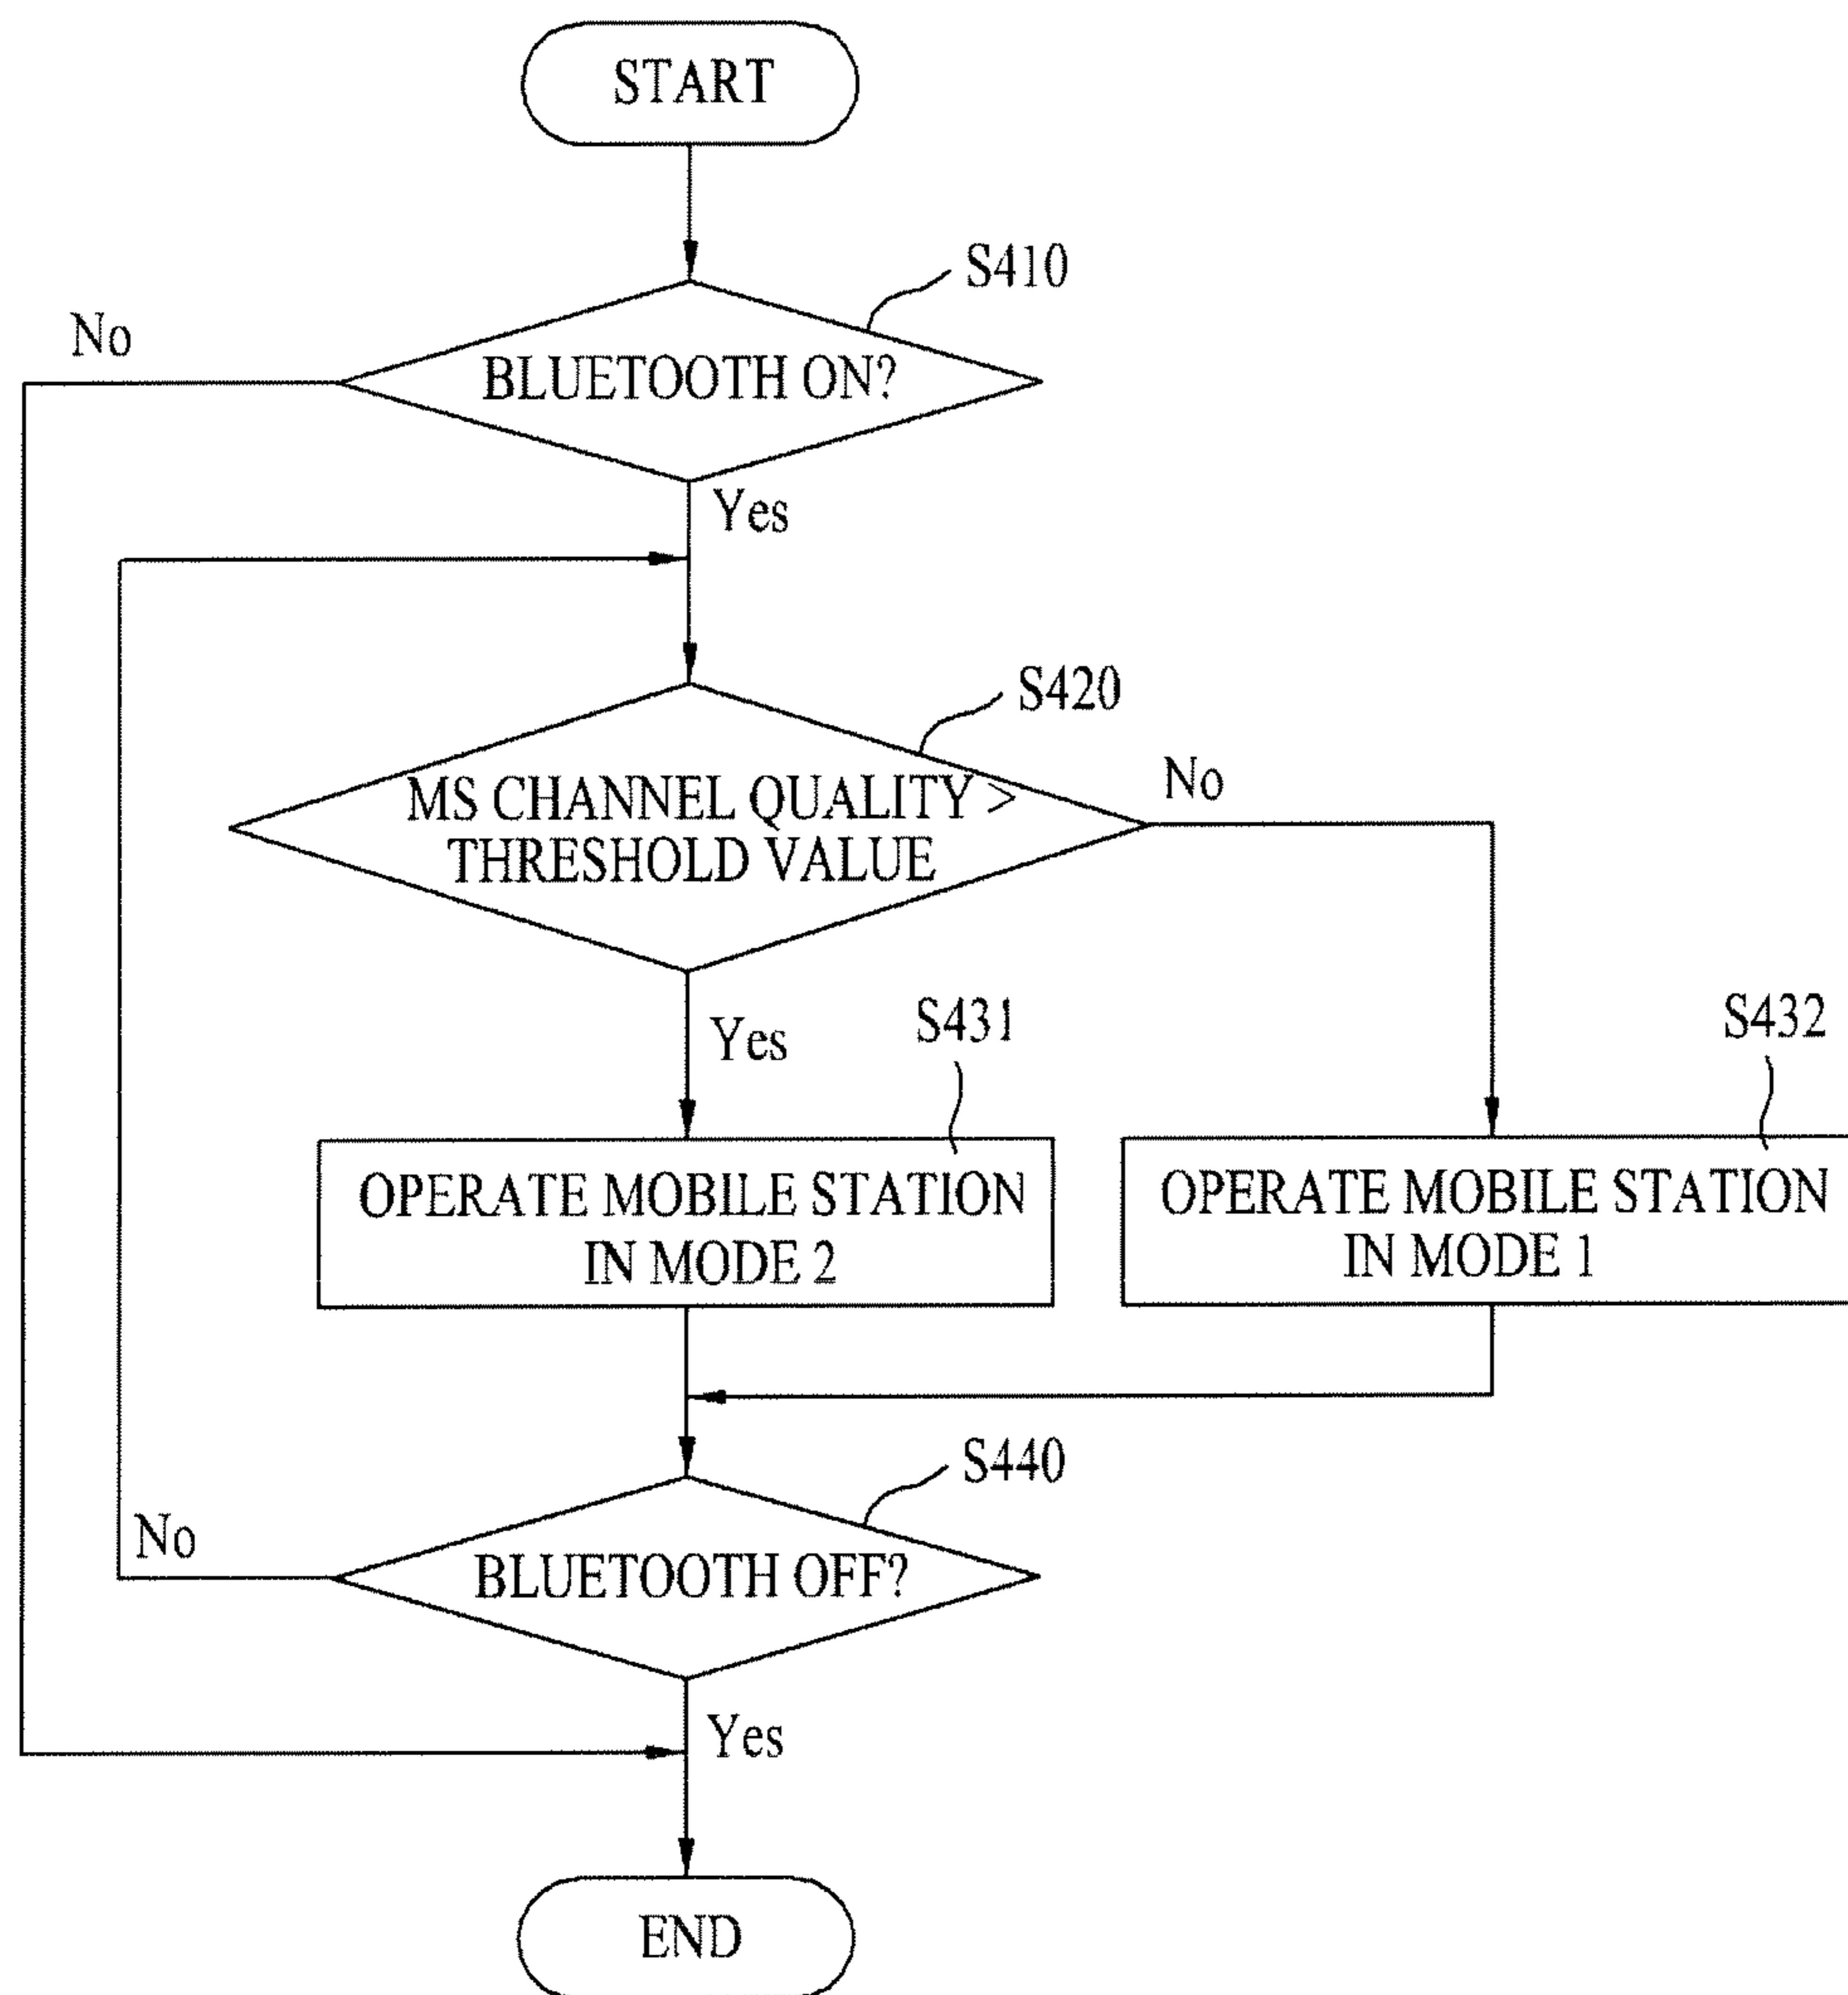 START
S410
No
BLUETOOTH ON?
Yes
S420
No
MS CHANNEL QUALITY >
THRESHOLD VALUE
Yes
S431
S432
OPERATE MOBILE STATION
IN MODE 2
OPERATE MOBILE STATION
IN MODE 1
S440
No
BLUETOOTH OFF?
Yes
END